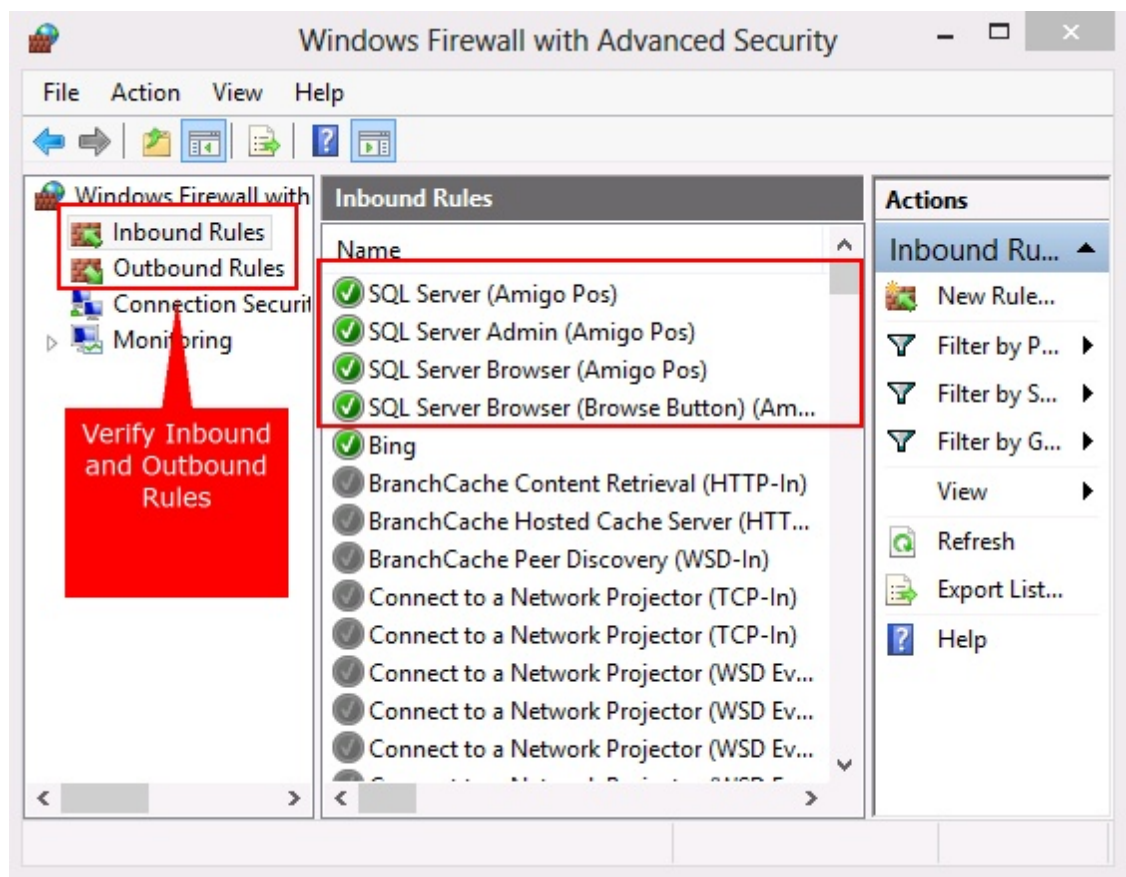 Windows Firewall with Advanced Security
File Action View Help
Windows Firewall with
Inbound Rules
Outbound Rules
Connection Securit
Monitoring
Verify Inbound
and Outbound
Rules
Inbound Rules
Name
SQL Server (Amigo Pos)
SQL Server Admin (Amigo Pos)
SQL Server Browser (Amigo Pos)
SQL Server Browser (Browse Button) (Am...
Bing
BranchCache Content Retrieval (HTTP-In)
BranchCache Hosted Cache Server (HTT...
BranchCache Peer Discovery (WSD-In)
Connect to a Network Projector (TCP-In)
Connect to a Network Projector (TCP-In)
Connect to a Network Projector (WSD Ev...
Connect to a Network Projector (WSD Ev...
Connect to a Network Projector (WSD Ev...
Actions
Inbound Ru...
New Rule...
Filter by P...
Filter by S...
Filter by G...
View
Refresh
Export List...
Help